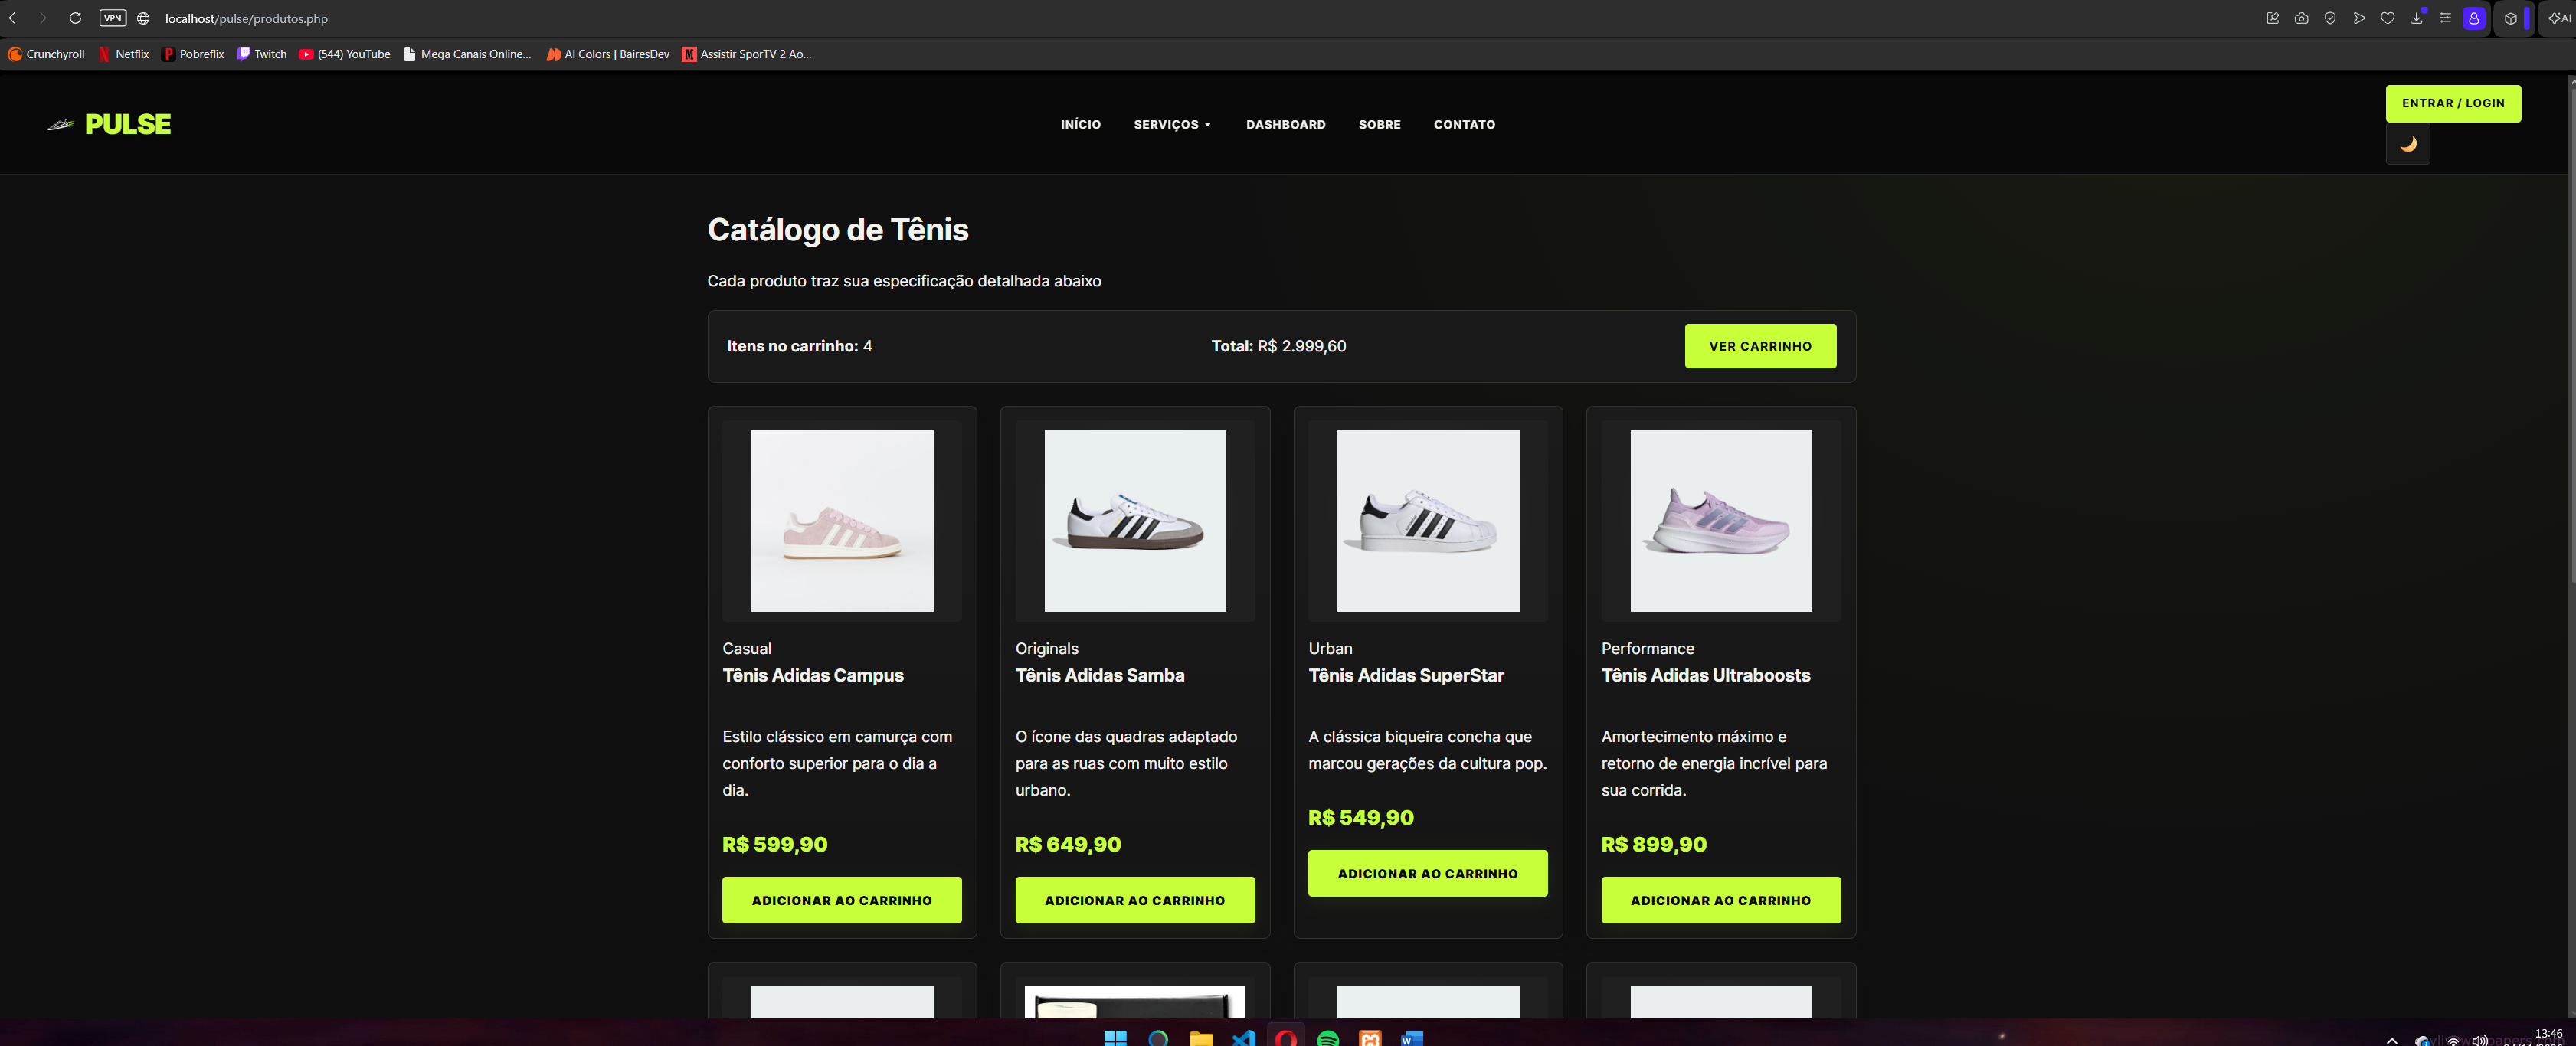 VPN
localhost/pulse/produtos.php
AI
Crunchyroll
Netflix
Pobreflix
Twitch
(544) YouTube
Mega Canais Online...
AI Colors | BairesDev
Assistir SporTV 2 Ao...
PULSE
INÍCIO
SERVIÇOS
DASHBOARD
SOBRE
CONTATO
ENTRAR / LOGIN
Catálogo de Tênis
Cada produto traz sua especificação detalhada abaixo
Itens no carrinho: 4
Total: R$ 2.999,60
VER CARRINHO
Casual
Tênis Adidas Campus
Estilo clássico em camurça com
conforto superior para o dia a
dia.
R$ 599,90
ADICIONAR AO CARRINHO
Originals
Tênis Adidas Samba
O ícone das quadras adaptado
para as ruas com muito estilo
urbano.
R$ 649,90
ADICIONAR AO CARRINHO
Urban
Tênis Adidas SuperStar
A clássica biqueira concha que
marcou gerações da cultura pop.
R$ 549,90
ADICIONAR AO CARRINHO
Performance
Tênis Adidas Ultraboosts
Amortecimento máximo e
retorno de energia incrível para
sua corrida.
R$ 899,90
ADICIONAR AO CARRINHO
13:46